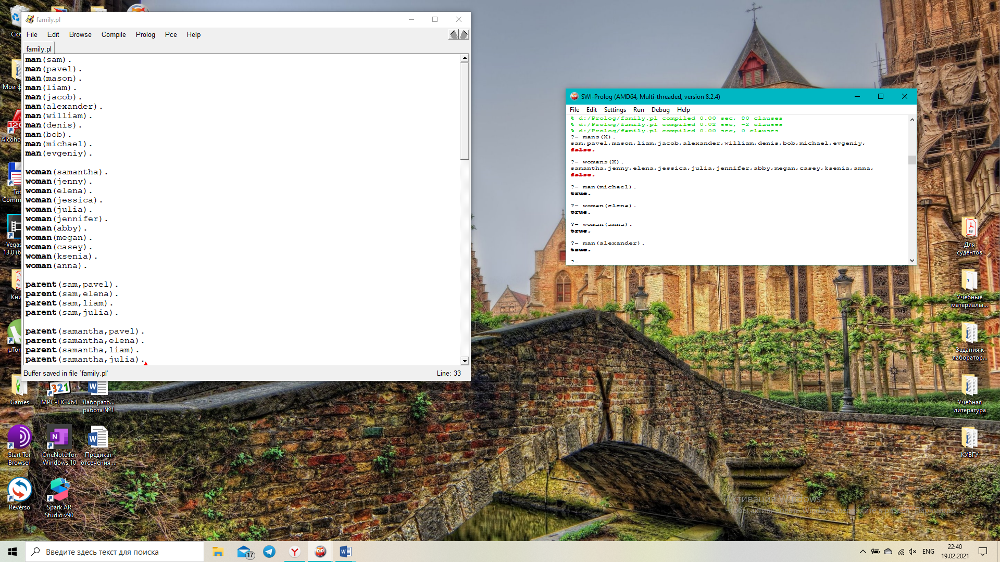 family.pl
File Edit Browse Compile Prolog Pce Help
family.pl
man(sam).
man(pavel).
man(mason).
man(liam).
man(jacob).
man(alexander).
man(william).
man(denis).
man(bob).
man(michael).
man(evgeniy).
woman(samantha).
woman(jenny).
woman(elena).
woman(jessica).
woman(julia).
woman(jennifer).
woman(abby).
woman(megan).
woman(casey).
woman(ksenia).
woman(anna).
parent(sam,pavel).
parent(sam,elena).
parent(sam,liam).
parent(sam,julia).
parent(samantha,pavel).
parent(samantha,elena).
parent(samantha,liam).
parent(samantha,julia).
Buffer saved in file `family.pl' Line: 33
SWI-Prolog (AMD64, Multi-threaded, version 8.2.4)
File Edit Settings Run Debug Help
% d:/Prolog/family.pl compiled 0.00 sec, 80 clauses
% d:/Prolog/family.pl compiled 0.02 sec, -2 clauses
% d:/Prolog/family.pl compiled 0.00 sec, 0 clauses
?- mans(X).
sam,pavel,mason,liam,jacob,alexander,william,denis,bob,michael,evgeniy,
false.
?- womans(X).
samantha,jenny,elena,jessica,julia,jennifer,abby,megan,casey,ksenia,anna,
false.
?- man(michael).
true.
?- woman(elena).
true.
?- woman(anna).
true.
?- man(alexander).
true.
?-
Мои ф
Alcoho
Tot
Comm
Vegas
13.0 (6
Кни
µTor
Games
MPC-HC x64
Лаборато...
работа №1
Start Tor
Browser
OneNote for
Windows 10
Предикат
отсечения ...
Reverso
Spark AR
Studio v90
Для
судентов
Учебные
материалы...
Задания к
лаборатор...
Учебная
литература
КУБГУ
Активация Windows
Чтобы активировать Windows, перейдите в раздел "Параметры".
Введите здесь текст для поиска
17
ENG
22:40
19.02.2021